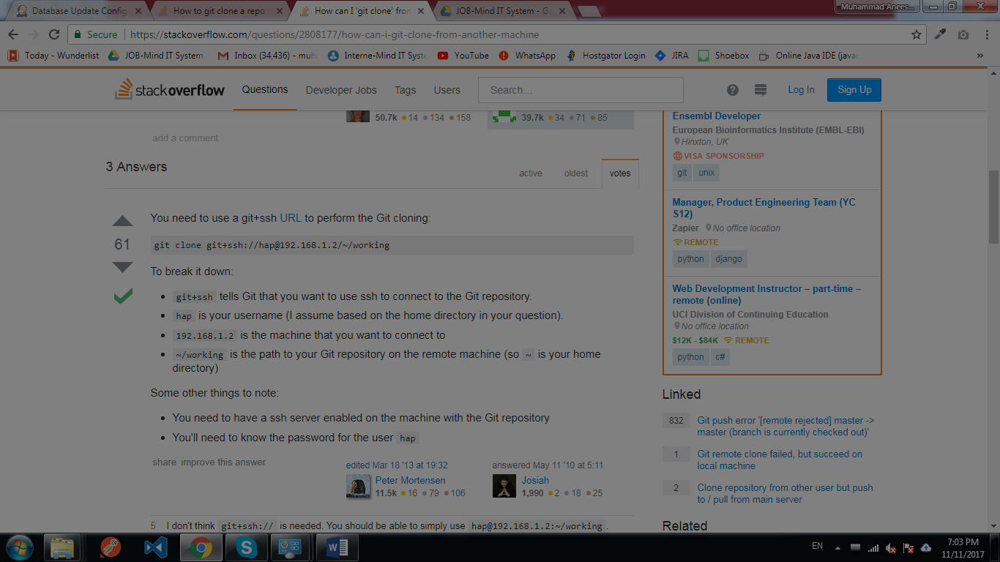 Database Update Config
How to git clone a repo
How can I 'git clone' from
JOB-Mind IT System - Go
Muhammad Anees...
Secure
https://stackoverflow.com/questions/2808177/how-can-i-git-clone-from-another-machine
Today - Wunderlist
JOB-Mind IT System
Inbox (34,436) - muh
Interne-Mind IT Syste
YouTube
WhatsApp
Hostgator Login
JIRA
Shoebox
Online Java IDE (java
»
stackoverflow
Questions
Developer Jobs
Tags
Users
Search...
Log In
Sign Up
50.7k 14 134 158
39.7k 34 71 85
add a comment
3 Answers
active
oldest
votes
You need to use a git+ssh URL to perform the Git cloning:
61
git clone git+ssh://hap@192.168.1.2/~/working
To break it down:
• git+ssh tells Git that you want to use ssh to connect to the Git repository.
• hap is your username (I assume based on the home directory in your question).
• 192.168.1.2 is the machine that you want to connect to
• ~/working is the path to your Git repository on the remote machine (so ~ is your home
directory)
Some other things to note:
• You need to have a ssh server enabled on the machine with the Git repository
• You'll need to know the password for the user hap
share improve this answer
edited Mar 18 '13 at 19:32
Peter Mortensen
11.5k 16 79 106
answered May 11 '10 at 5:11
Josiah
1,990 2 18 25
5 I don't think git+ssh:// is needed. You should be able to simply use hap@192.168.1.2:~/working .
Ensembl Developer
European Bioinformatics Institute (EMBL-EBI)
Hinxton, UK
VISA SPONSORSHIP
git unix
Manager, Product Engineering Team (YC
S12)
Zapier No office location
REMOTE
python django
Web Development Instructor – part-time –
remote (online)
UCI Division of Continuing Education
No office location
$12K - $84K REMOTE
python c#
Linked
832 Git push error '[remote rejected] master ->
master (branch is currently checked out)'
1 Git remote clone failed, but succeed on
local machine
2 Clone repository from other user but push
to / pull from main server
Related
EN
7:03 PM
11/11/2017